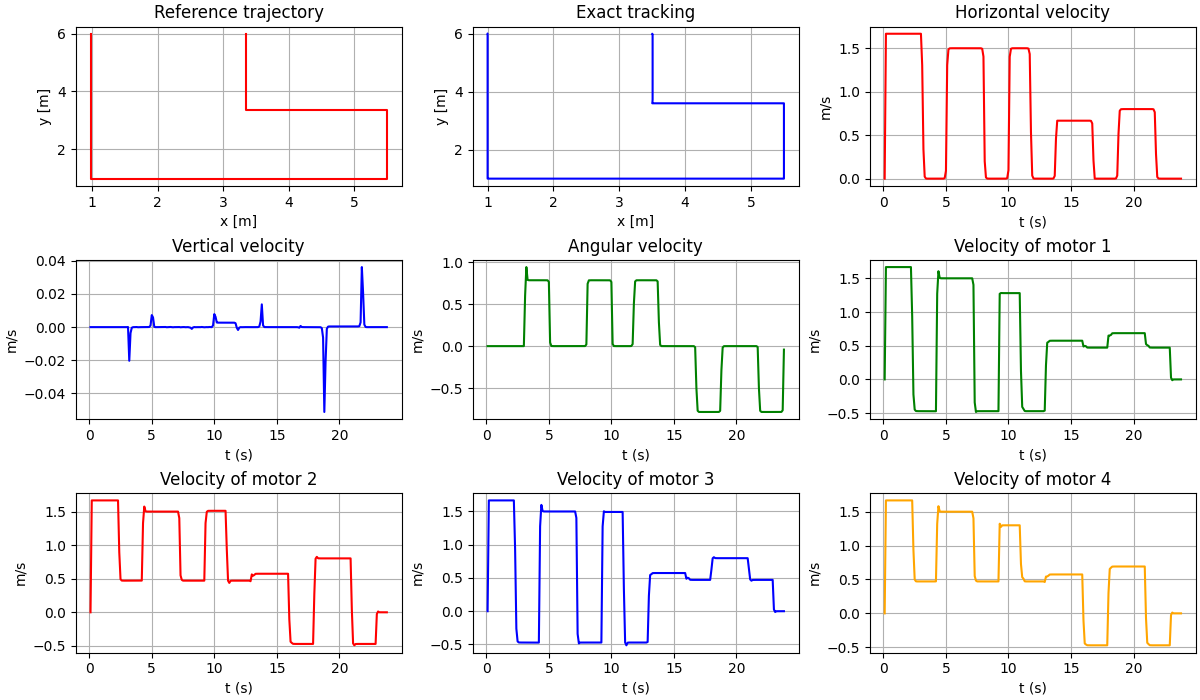 Reference trajectory
y [m]
6
4
2
1 2 3 4 5
x [m]
Exact tracking
y [m]
6
4
2
1 2 3 4 5
x [m]
Horizontal velocity
m/s
1.5
1.0
0.5
0.0
0 5 10 15 20
t (s)
Vertical velocity
m/s
0.04
0.02
0.00
−0.02
−0.04
0 5 10 15 20
t (s)
Angular velocity
m/s
1.0
0.5
0.0
−0.5
0 5 10 15 20
t (s)
Velocity of motor 1
m/s
1.5
1.0
0.5
0.0
−0.5
0 5 10 15 20
t (s)
Velocity of motor 2
m/s
1.5
1.0
0.5
0.0
−0.5
0 5 10 15 20
t (s)
Velocity of motor 3
m/s
1.5
1.0
0.5
0.0
−0.5
0 5 10 15 20
t (s)
Velocity of motor 4
m/s
1.5
1.0
0.5
0.0
−0.5
0 5 10 15 20
t (s)